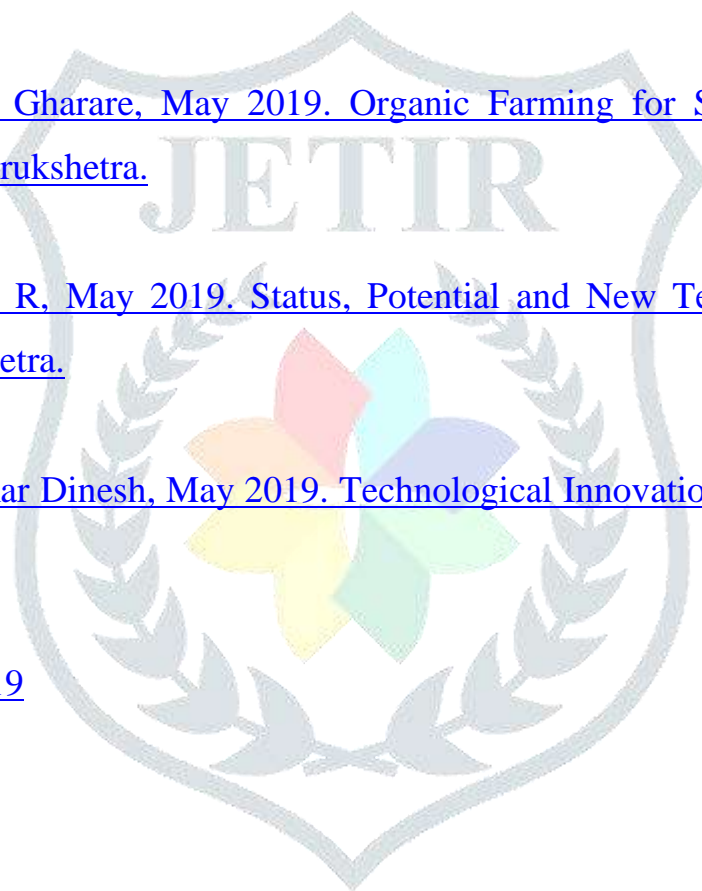 Gharare, May 2019. Organic Farming for S
rukshetra.
JETIR
R, May 2019. Status, Potential and New Te
etra.
ar Dinesh, May 2019. Technological Innovatio
19